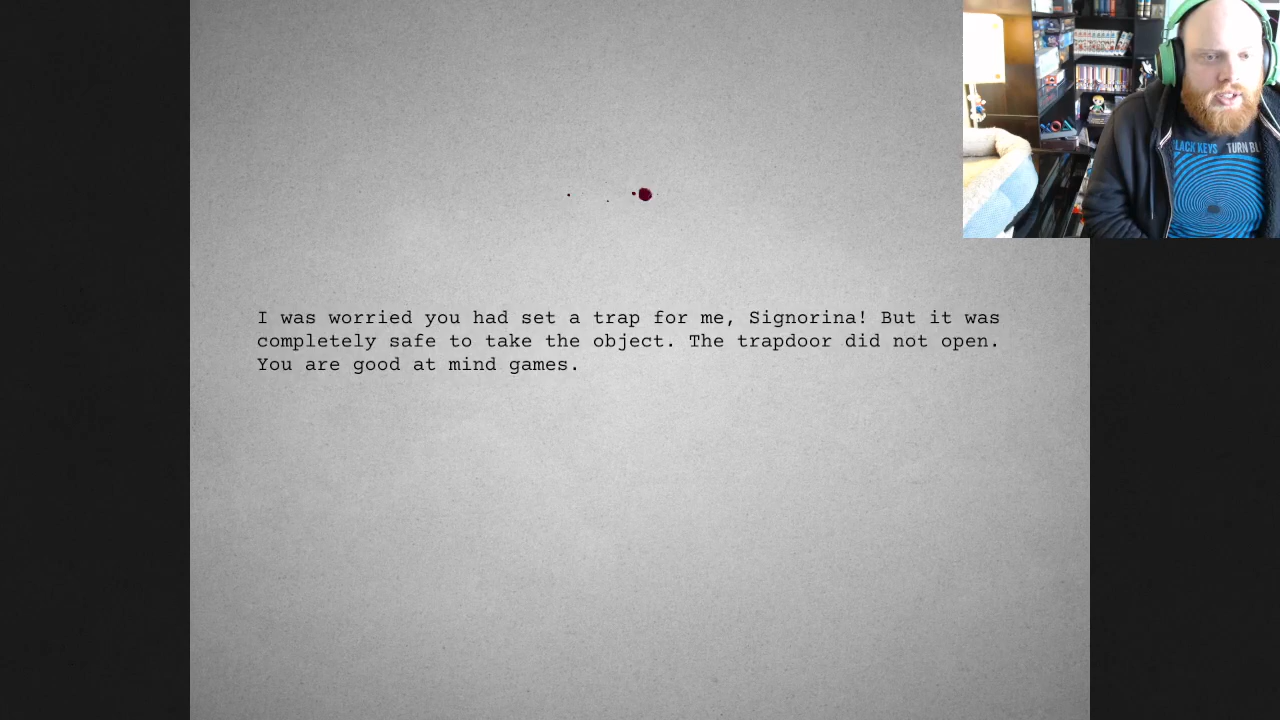 I was worried you had set a trap for me, Signorina! But it was
completely safe to take the object. The trapdoor did not open.
You are good at mind games.
LACK KEYS TURN BL